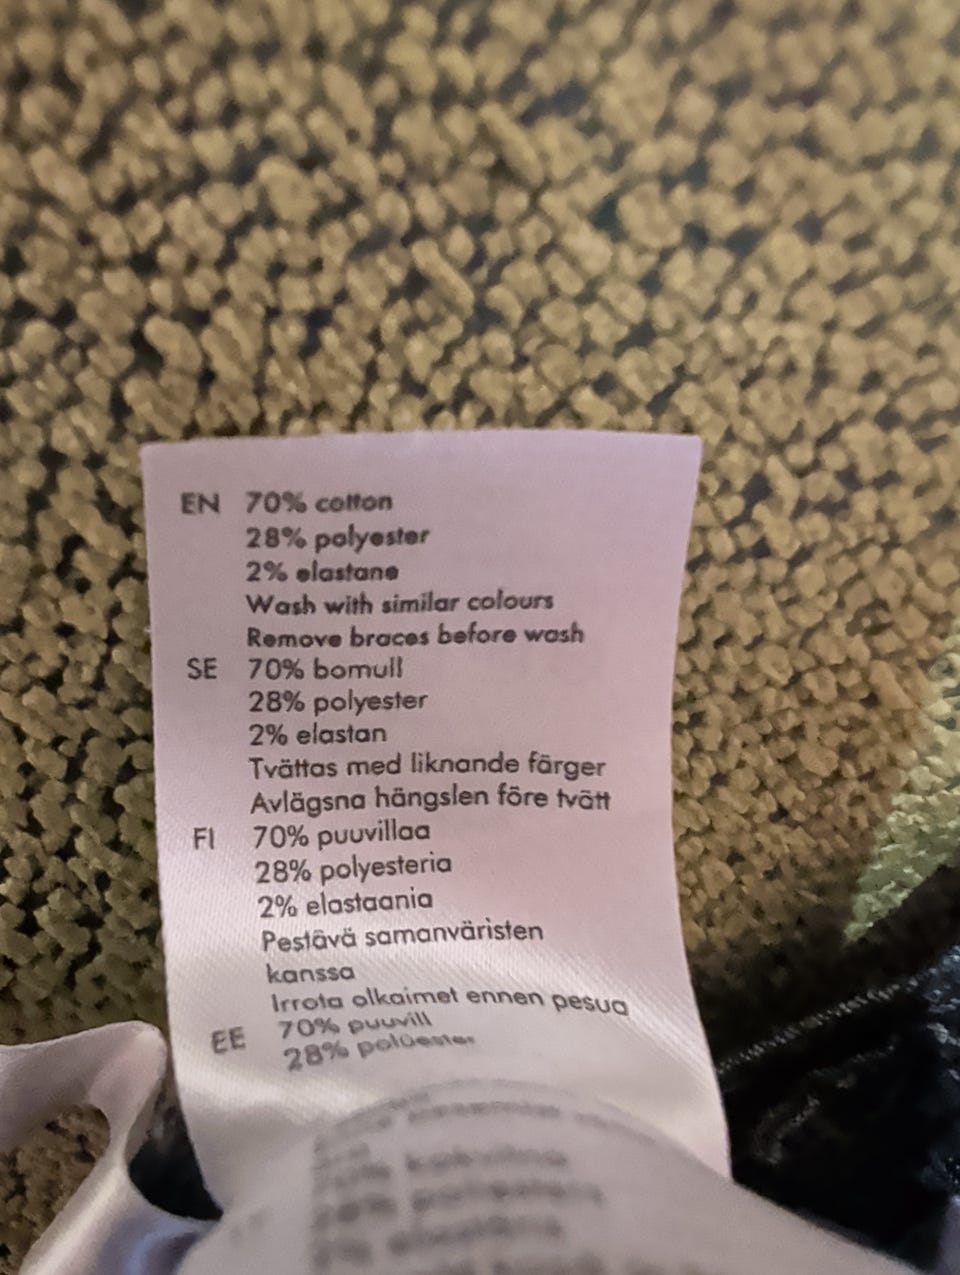 EN 70% cotton
28% polyester
2% elastane
Wash with similar colours
Remove braces before wash
SE 70% bomull
28% polyester
2% elastan
Tvättas med liknande färger
Avlägsna hängslen före tvätt
FI 70% puuvillaa
28% polyesteria
2% elastaania
Pestävä samanväristen
kanssa
Irrota olkaimet ennen pesua
EE 70% puuvill
28% polüester